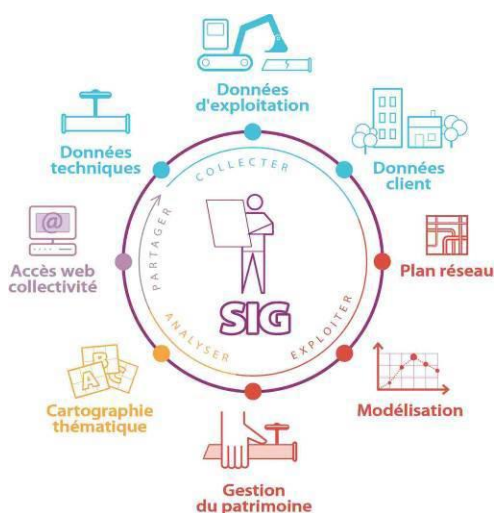 Données
d'exploitation
Données
techniques
Données
client
COLLECTER
PARTAGER
@
Accès web
collectivité
SIG
Plan réseau
ANALYSER
EXPLOITER
A
B
Cartographie
thématique
Modélisation
Gestion
du patrimoine